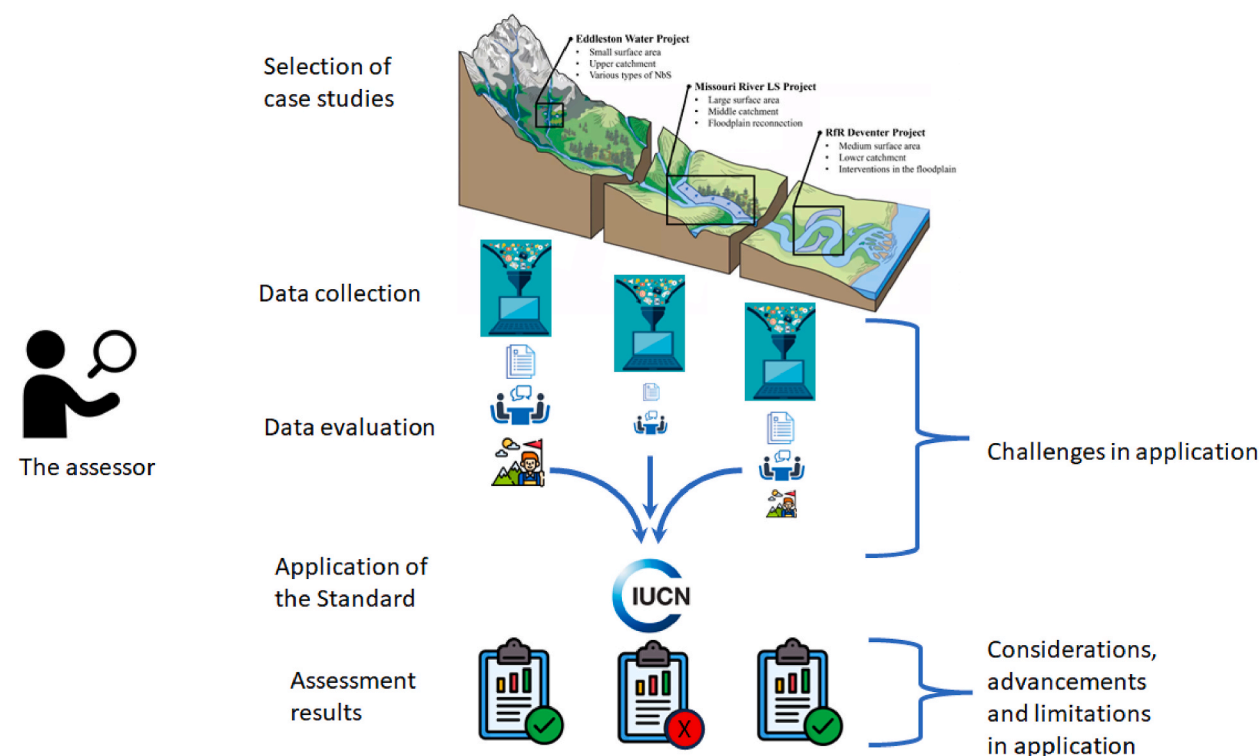 Selection of
case studies
Eddleston Water Project
• Small surface area
• Upper catchment
• Various types of NbS
Missouri River LS Project
• Large surface area
• Middle catchment
• Floodplain reconnection
RfR Deventer Project
• Medium surface area
• Lower catchment
• Interventions in the floodplain
Data collection
The assessor
Data evaluation
Challenges in application
Application of
the Standard
IUCN
Assessment
results
X
Considerations,
advancements
and limitations
in application